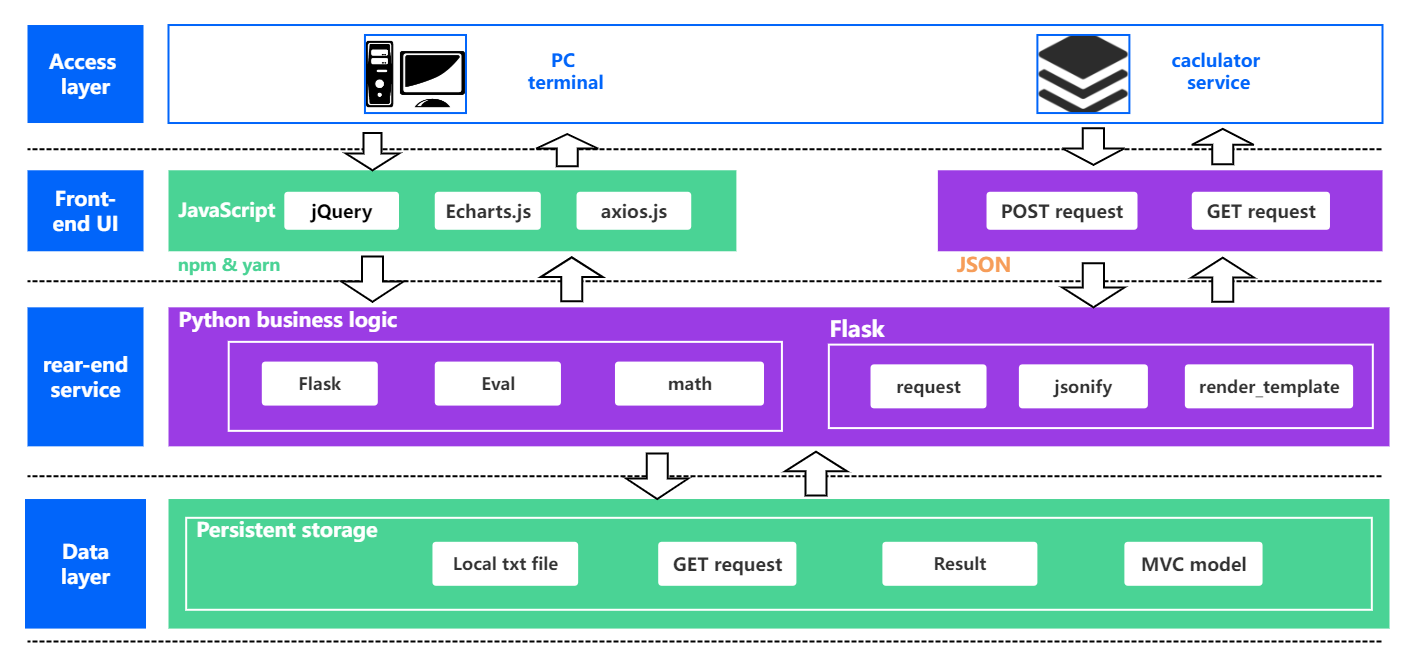 Access
layer
PC
terminal
caclulator
service
Front-
end UI
JavaScript
jQuery
Echarts.js
axios.js
POST request
GET request
npm & yarn
JSON
rear-end
service
Python business logic
Flask
Eval
math
Flask
request
jsonify
render_template
Data
layer
Persistent storage
Local txt file
GET request
Result
MVC model